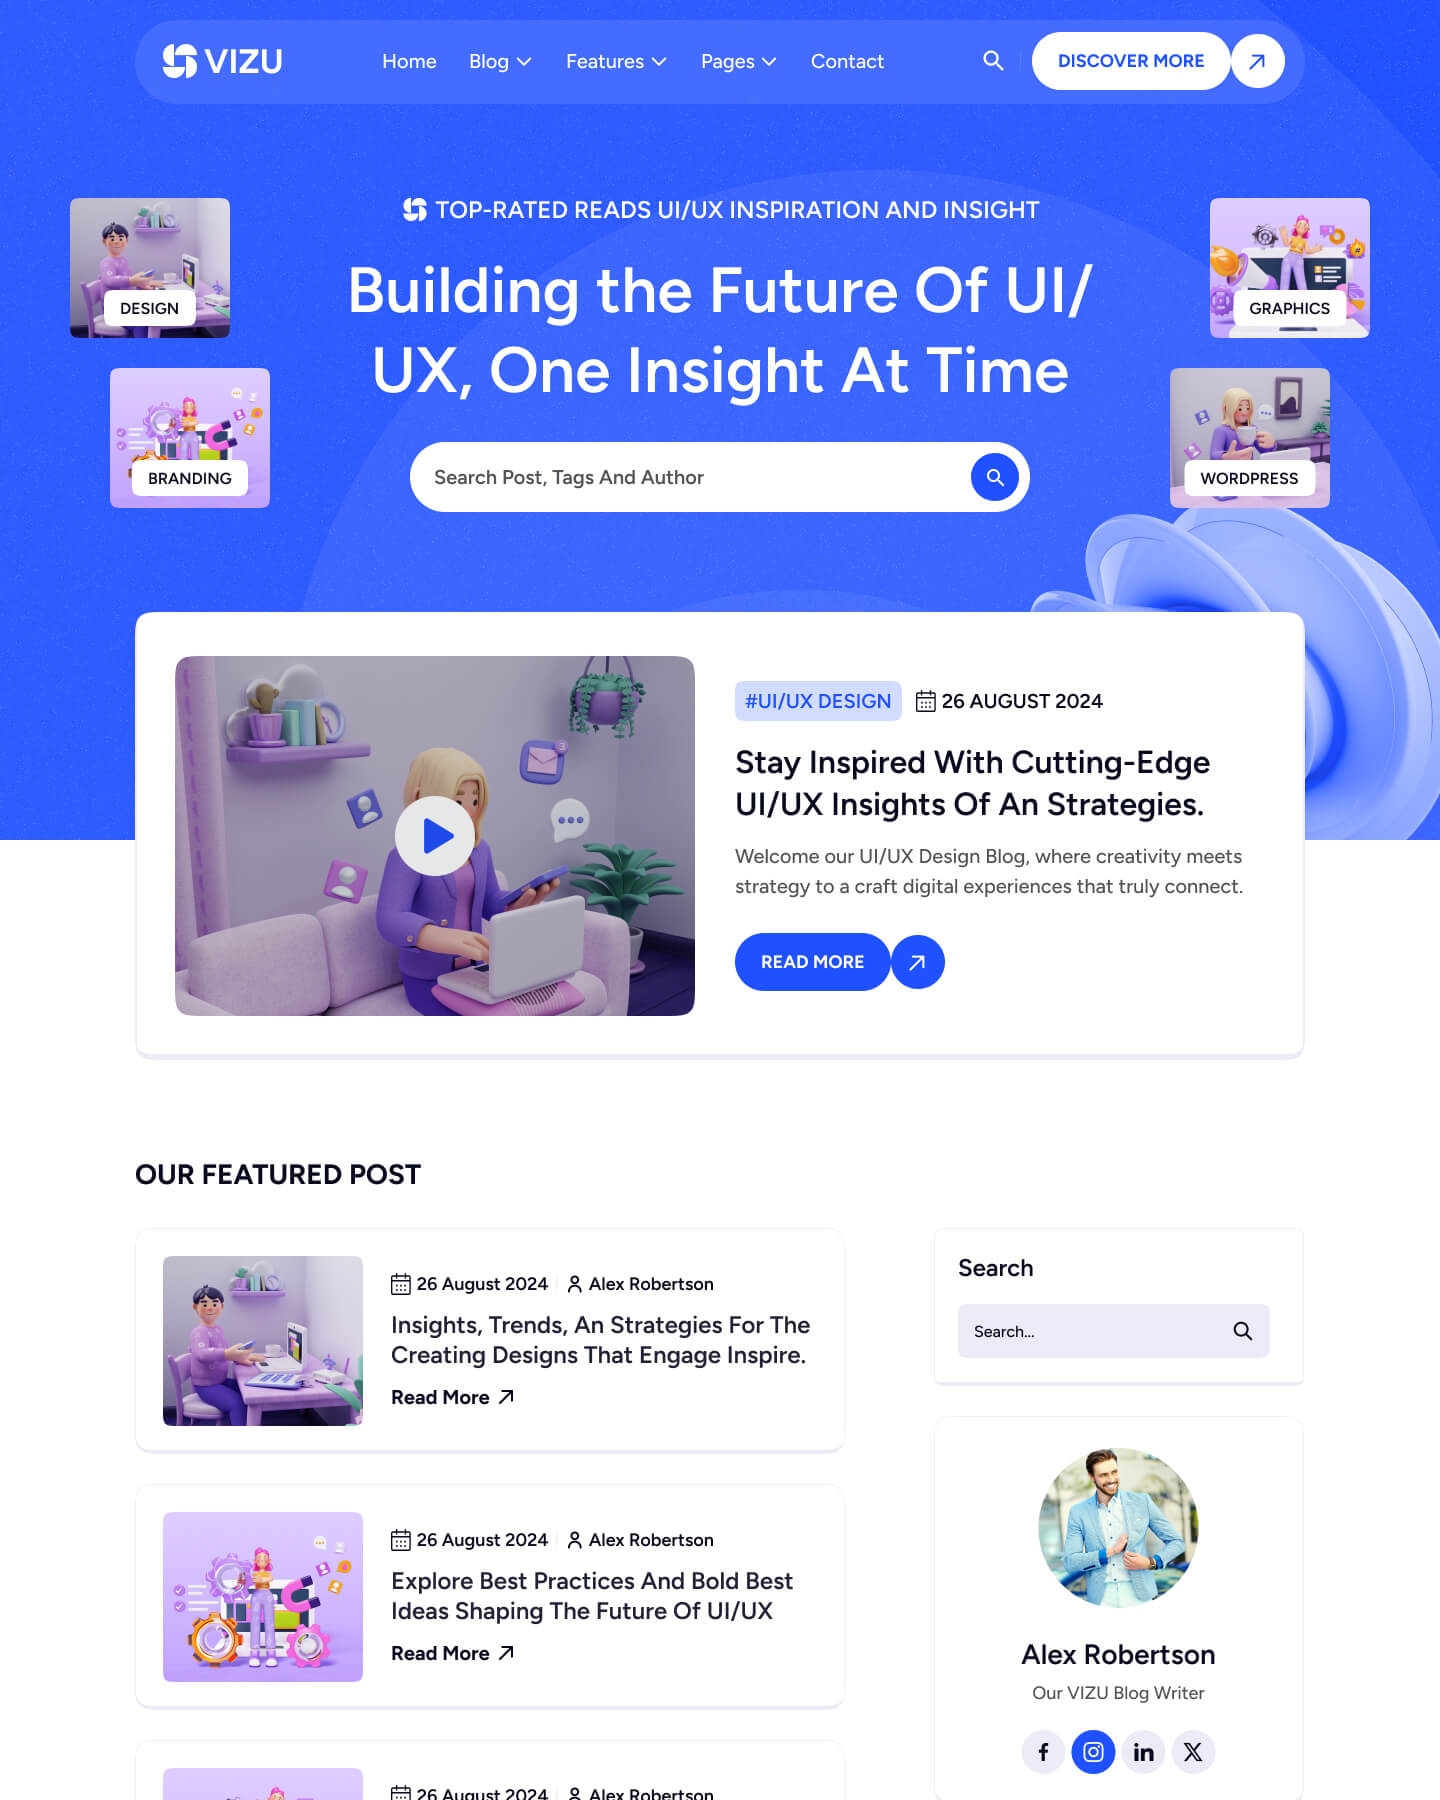 VIZU
Home
Blog
Features
Pages
Contact
DISCOVER MORE
TOP-RATED READS UI/UX INSPIRATION AND INSIGHT
Building the Future Of UI/
UX, One Insight At Time
Search Post, Tags And Author
DESIGN
BRANDING
GRAPHICS
WORDPRESS
3
#UI/UX DESIGN
26 AUGUST 2024
Stay Inspired With Cutting-Edge
UI/UX Insights Of An Strategies.
Welcome our UI/UX Design Blog, where creativity meets
strategy to a craft digital experiences that truly connect.
READ MORE
OUR FEATURED POST
26 August 2024
Alex Robertson
Insights, Trends, An Strategies For The
Creating Designs That Engage Inspire.
Read More
26 August 2024
Alex Robertson
Explore Best Practices And Bold Best
Ideas Shaping The Future Of UI/UX
Read More
26 August 2024
Alex Robertson
Search
Search...
Alex Robertson
Our VIZU Blog Writer